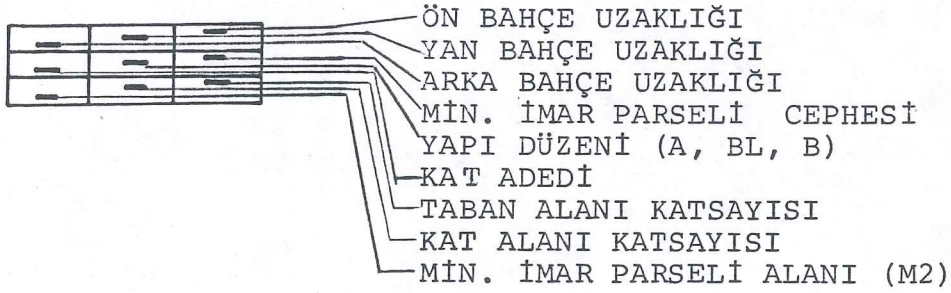 ÖN BAHÇE UZAKLIĞI
YAN BAHÇE UZAKLIĞI
ARKA BAHÇE UZAKLIĞI
MİN. İMAR PARSELİ CEPHESİ
YAPI DÜZENİ (A, BL, B)
KAT ADEDİ
TABAN ALANI KATSAYISI
KAT ALANI KATSAYISI
MİN. İMAR PARSELİ ALANI (M2)